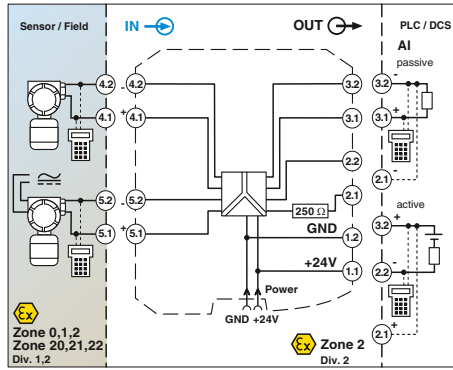 Sensor / Field
IN
OUT
PLC / DCS
AI
passive
4.2 - 4.2
3.2 3.2 -
4.1 + 4.1
3.1 3.1 +
2.2
2.1 -
5.2 - 5.2
2.1
250 Ω
active
GND
3.2 +
5.1 + 5.1
1.2
+24V
2.2 -
1.1
Power
GND +24V
2.1 +
Ex
Zone 0,1,2
Zone 20,21,22
Div. 1,2
Ex
Zone 2
Div. 2